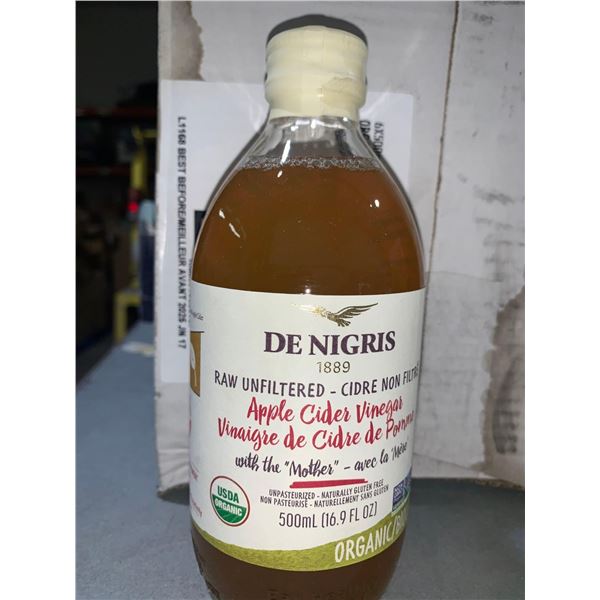 L1168 BEST BEFORE/MEILLEUR AVANT 2025 JN 17
DE NIGRIS
1889
RAW UNFILTERED - CIDRE NON FILTRÉ
Apple Cider Vinegar
Vinaigre de Cidre de Pomme
with the "Mother" - avec la "Mère
UNPASTEURIZED - NATURALLY GLUTEN FREE
NON PASTEURISÉ - NATURELLEMENT SANS GLUTEN
500mL (16.9 FL OZ)
USDA
ORGANIC
ORGANIC/